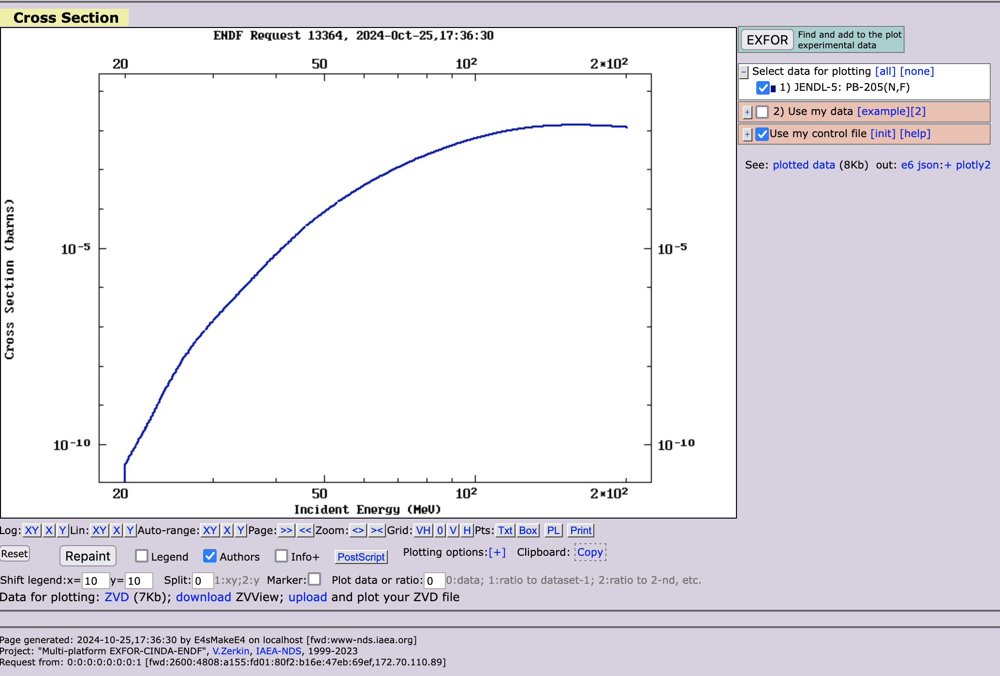 Cross Section
ENDF Request 13364, 2024-Oct-25,17:36:30
EXFOR Find and add to the plot
experimental data
− Select data for plotting [all] [none]
1) JENDL-5: PB-205(N,F)
+ 2) Use my data [example][2]
+ Use my control file [init] [help]
See: plotted data (8Kb) out: e6 json:+ plotly2
20 50 10² 2*10²
Cross Section (barns)
10⁻⁵ 10⁻⁵
10⁻¹⁰ 10⁻¹⁰
20 50 10² 2*10²
Incident Energy (MeV)
Log: XY X Y Lin: XY X Y Auto-range: XY X Y Page: >> << Zoom: <> >< Grid: VH 0 V H Pts: Txt Box PL Print
Reset Repaint Legend Authors Info+ PostScript Plotting options:[+] Clipboard: Copy
Shift legend:x= 10 y= 10 Split: 0 1:xy;2:y Marker: Plot data or ratio: 0 0:data; 1:ratio to dataset-1; 2:ratio to 2-nd, etc.
Data for plotting: ZVD (7Kb); download ZVView; upload and plot your ZVD file
Page generated: 2024-10-25,17:36:30 by E4sMakeE4 on localhost [fwd:www-nds.iaea.org]
Project: "Multi-platform EXFOR-CINDA-ENDF", V.Zerkin, IAEA-NDS, 1999-2023
Request from: 0:0:0:0:0:0:0:1 [fwd:2600:4808:a155:fd01:80f2:b16e:47eb:69ef,172.70.110.89]